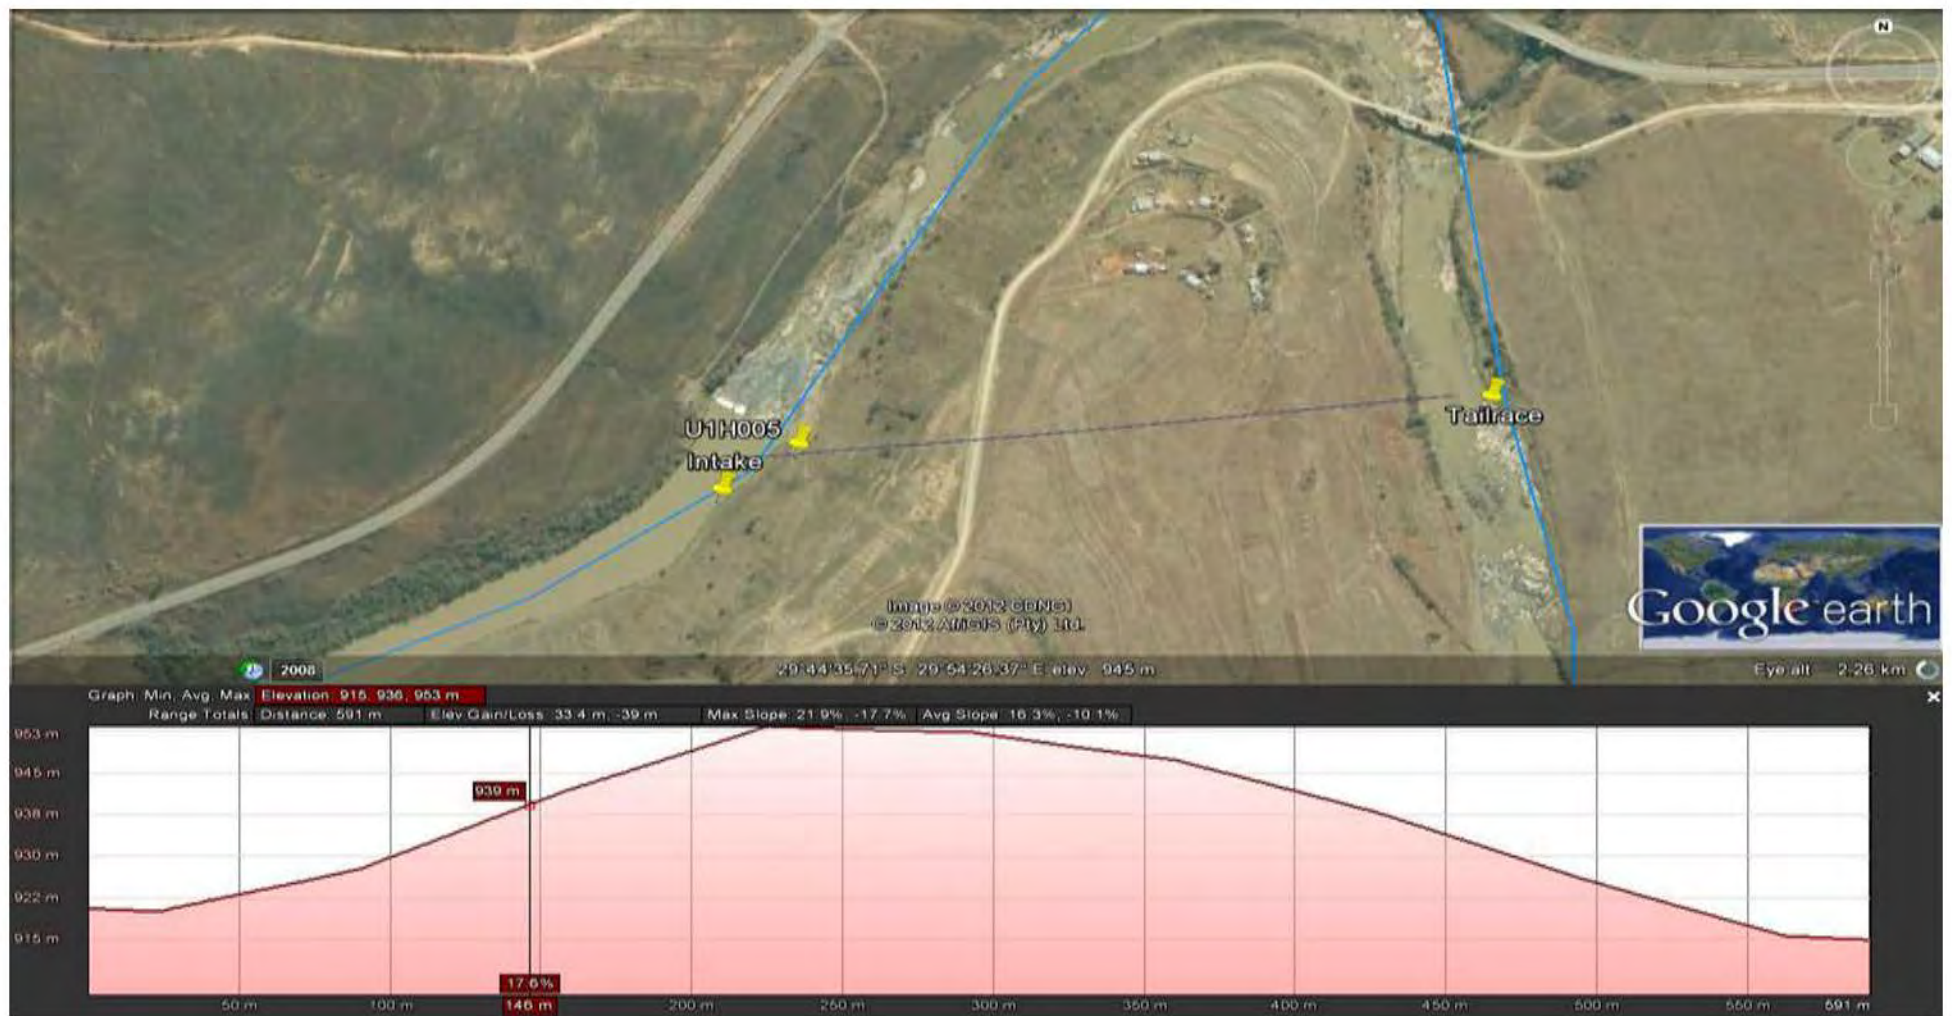 N
U1H005
Intake
Tailrace
Image © 2012 CDNGI
© 2012 AfriGIS (Pty) Ltd.
Google earth
2008
29°44'35.71" S 29°54'26.37" E elev 945 m
Eye alt 2.26 km
Graph: Min, Avg, Max Elevation: 915, 936, 953 m
Range Totals: Distance: 591 m Elev Gain/Loss: 33.4 m, -39 m Max Slope: 21.9%, -17.7% Avg Slope: 16.3%, -10.1%
953 m
945 m
939 m
938 m
930 m
922 m
915 m
17.6%
50 m 100 m 146 m 200 m 250 m 300 m 350 m 400 m 450 m 500 m 550 m 591 m